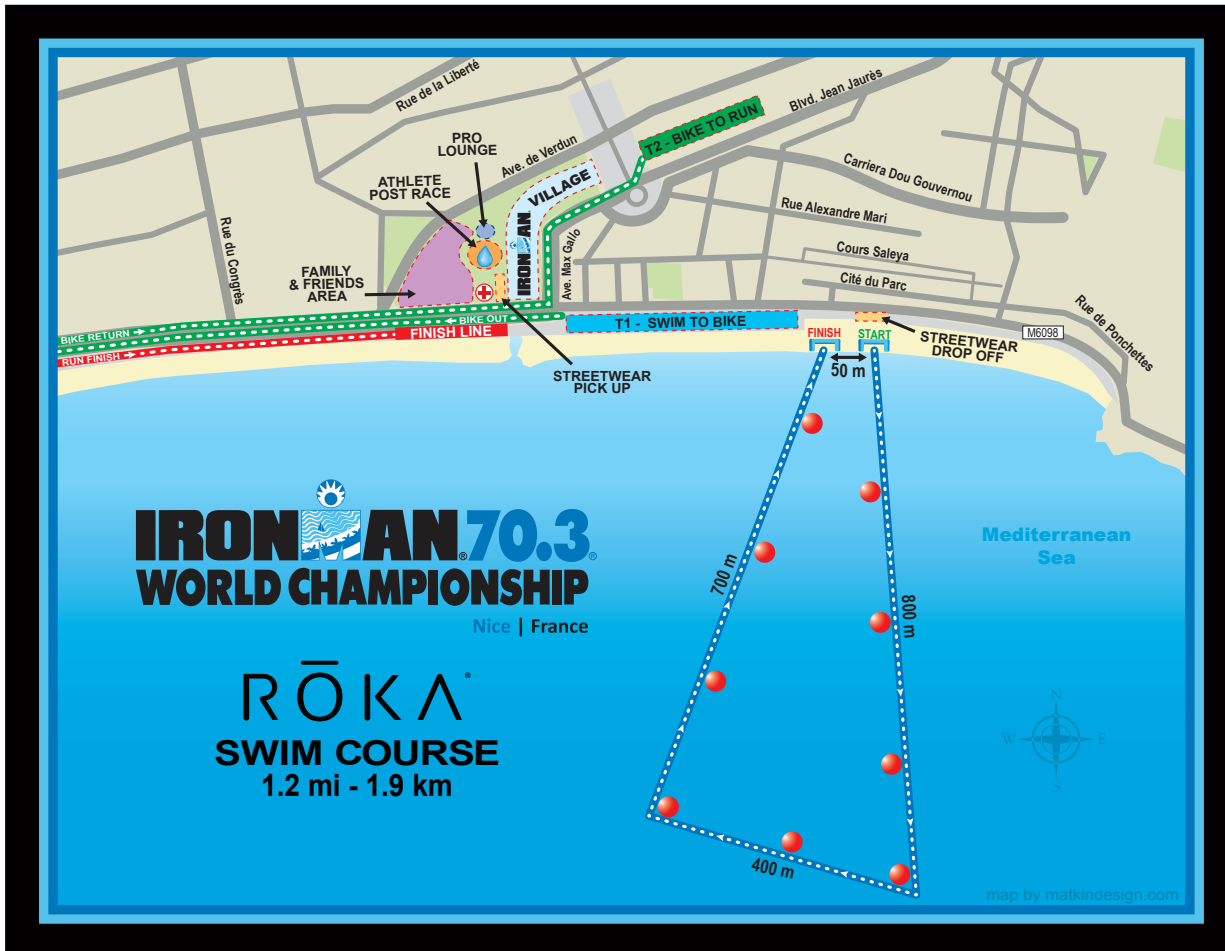 Rue de la Liberté
Blvd. Jean Jaurès
T2 - BIKE TO RUN
PRO
LOUNGE
Ave. de Verdun
ATHLETE
POST RACE
VILLAGE
IRONMAN
Carriera Dou Gouvernou
Rue Alexandre Mari
Cours Saleya
Cité du Parc
Rue du Congrès
Ave. Max Gallo
FAMILY
& FRIENDS
AREA
Rue de Ponchettes
M6098
BIKE RETURN
BIKE OUT
T1 - SWIM TO BIKE
RUN FINISH
FINISH LINE
FINISH
START
STREETWEAR
DROP OFF
50 m
STREETWEAR
PICK UP
IRONMAN® 70.3®
WORLD CHAMPIONSHIP
Nice | France
Mediterranean
Sea
700 m
800 m
RŌKA®
SWIM COURSE
1.2 mi - 1.9 km
N
W E
S
400 m
map by matkindesign.com